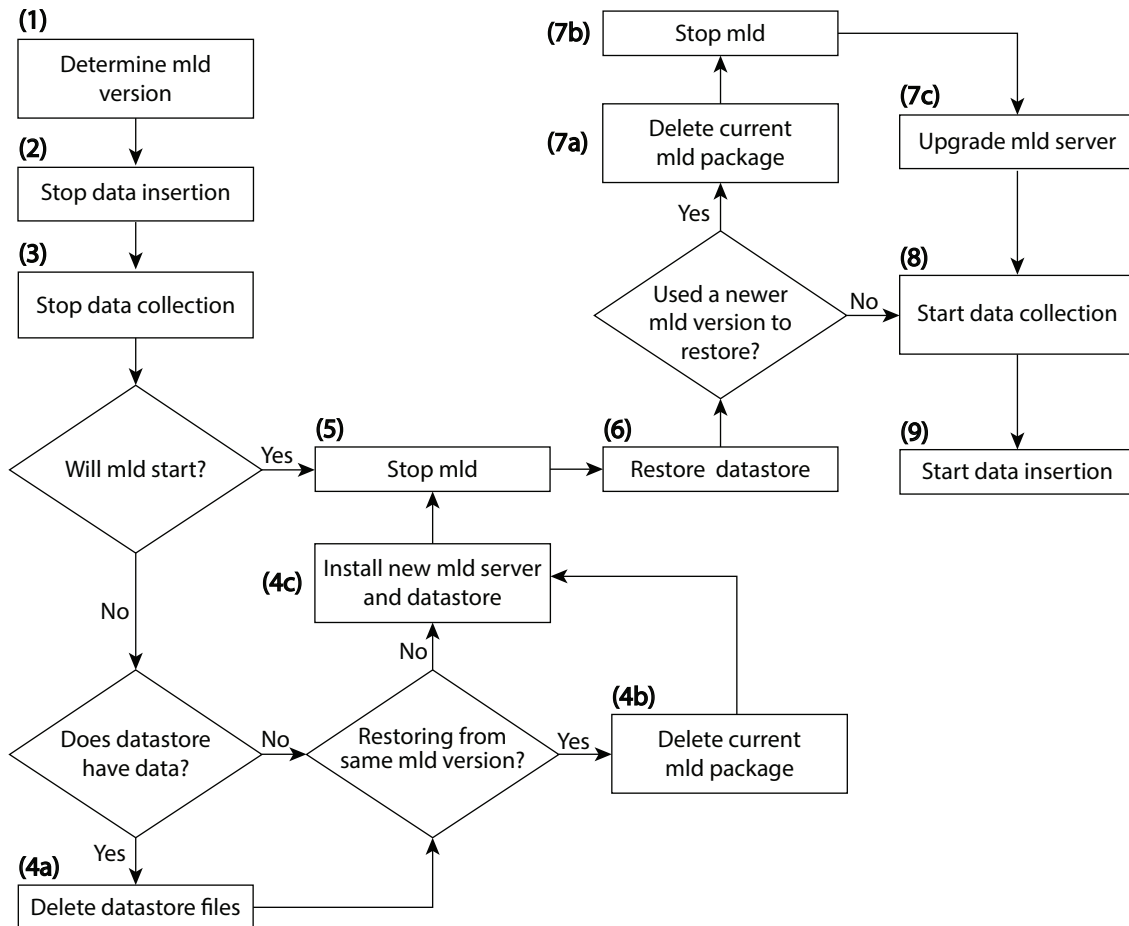 (1)
Determine mld
version
(2)
Stop data insertion
(3)
Stop data collection
Will mld start?
Yes
No
Does datastore
have data?
No
Yes
(4a)
Delete datastore files
Restoring from
same mld version?
No
Yes
(4b)
Delete current
mld package
(4c)
Install new mld server
and datastore
(5)
Stop mld
(6)
Restore datastore
Used a newer
mld version to
restore?
Yes
No
(7a)
Delete current
mld package
(7b)
Stop mld
(7c)
Upgrade mld server
(8)
Start data collection
(9)
Start data insertion